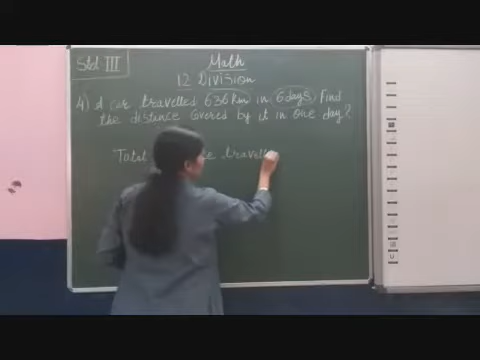 Std III
Math
12 Division
4) A car travelled 636 km in 6 days Find
the distance covered by it in one day?
Total travelle